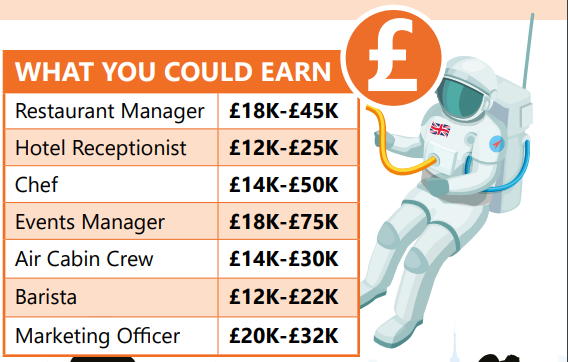 £
WHAT YOU COULD EARN
Restaurant Manager £18K-£45K
Hotel Receptionist £12K-£25K
Chef £14K-£50K
Events Manager £18K-£75K
Air Cabin Crew £14K-£30K
Barista £12K-£22K
Marketing Officer £20K-£32K